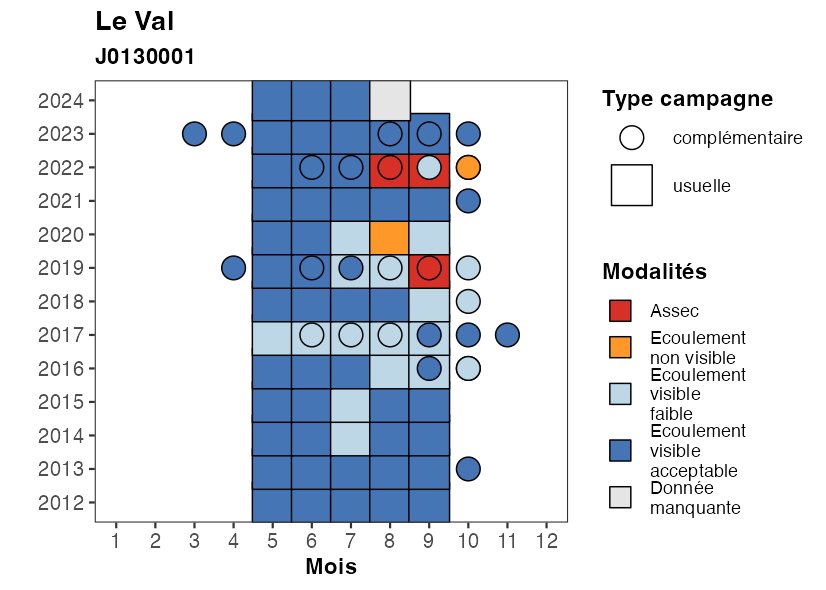 Le Val
J0130001
2024
2023
2022
2021
2020
2019
2018
2017
2016
2015
2014
2013
2012
1 2 3 4 5 6 7 8 9 10 11 12
Mois
Type campagne
complémentaire
usuelle
Modalités
Assec
Ecoulement
non visible
Ecoulement
visible
faible
Ecoulement
visible
acceptable
Donnée
manquante